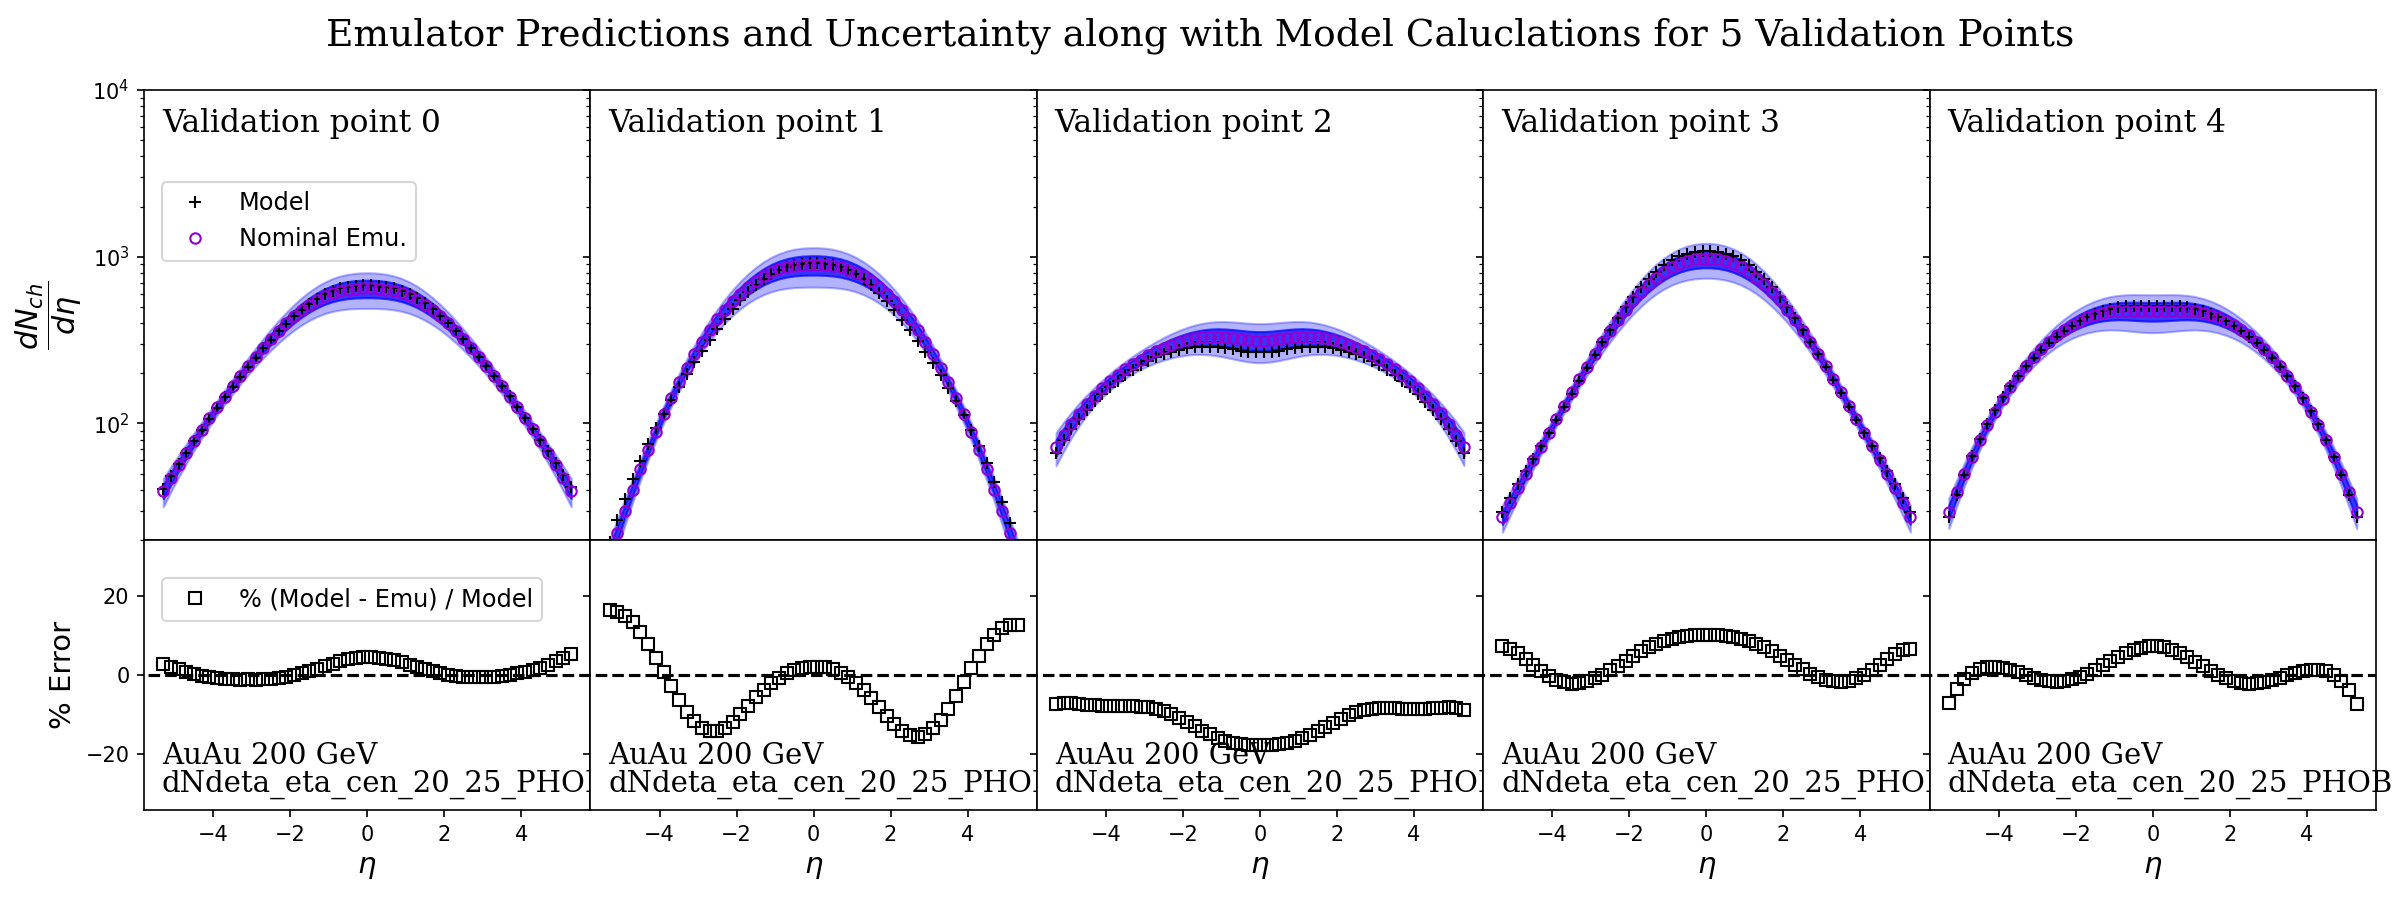 Emulator Predictions and Uncertainty along with Model Caluclations for 5 Validation Points
Validation point 0
Validation point 1
Validation point 2
Validation point 3
Validation point 4
Model
Nominal Emu.
10^4
10^3
10^2
dN_ch
dη
% (Model - Emu) / Model
20
0
−20
% Error
AuAu 200 GeV
dNdeta_eta_cen_20_25_PHO
AuAu 200 GeV
dNdeta_eta_cen_20_25_PHO
AuAu 200 GeV
dNdeta_eta_cen_20_25_PHO
AuAu 200 GeV
dNdeta_eta_cen_20_25_PHO
AuAu 200 GeV
dNdeta_eta_cen_20_25_PHOB
−4 −2 0 2 4
−4 −2 0 2 4
−4 −2 0 2 4
−4 −2 0 2 4
−4 −2 0 2 4
η
η
η
η
η